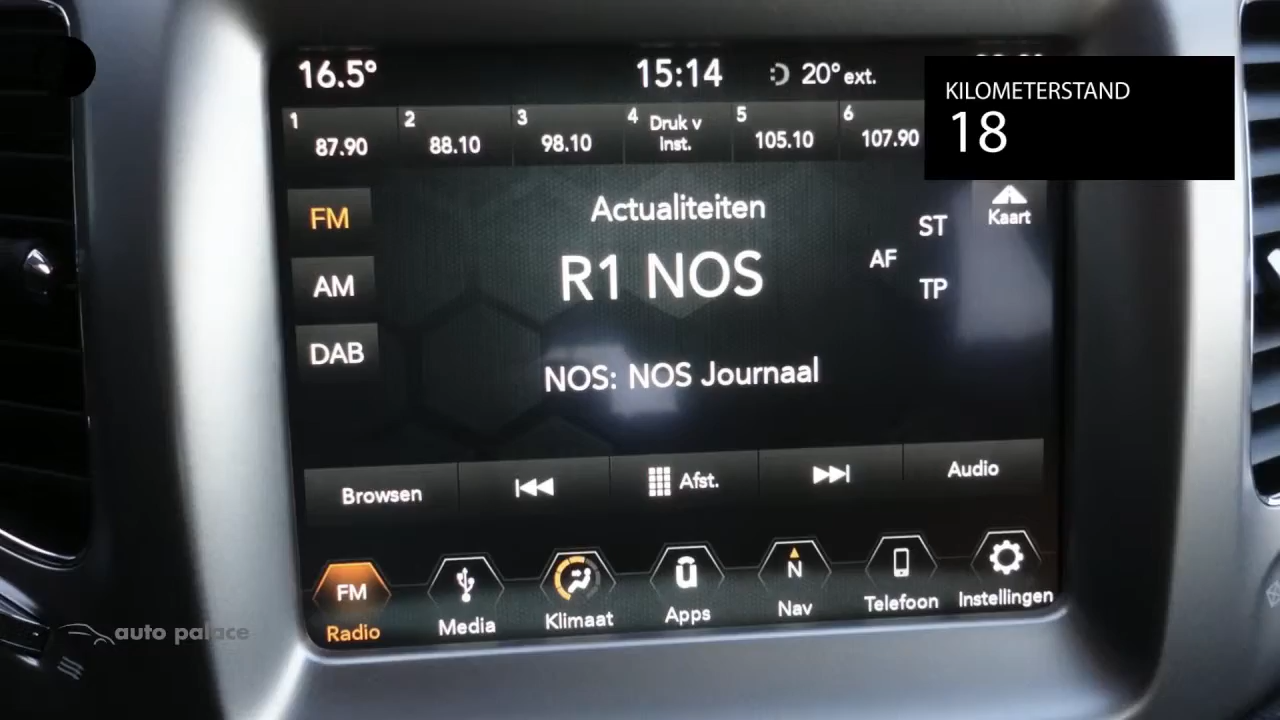 16.5°
15:14
20° ext.
KILOMETERSTAND
18
1
87.90
2
88.10
3
98.10
4
Druk v
Inst.
5
105.10
6
107.90
FM
Actualiteiten
ST
Kaart
AM
R1 NOS
AF
TP
DAB
NOS: NOS Journaal
Browsen
Afst.
Audio
FM
Radio
Media
Klimaat
u
Apps
N
Nav
Telefoon
Instellingen
auto palace